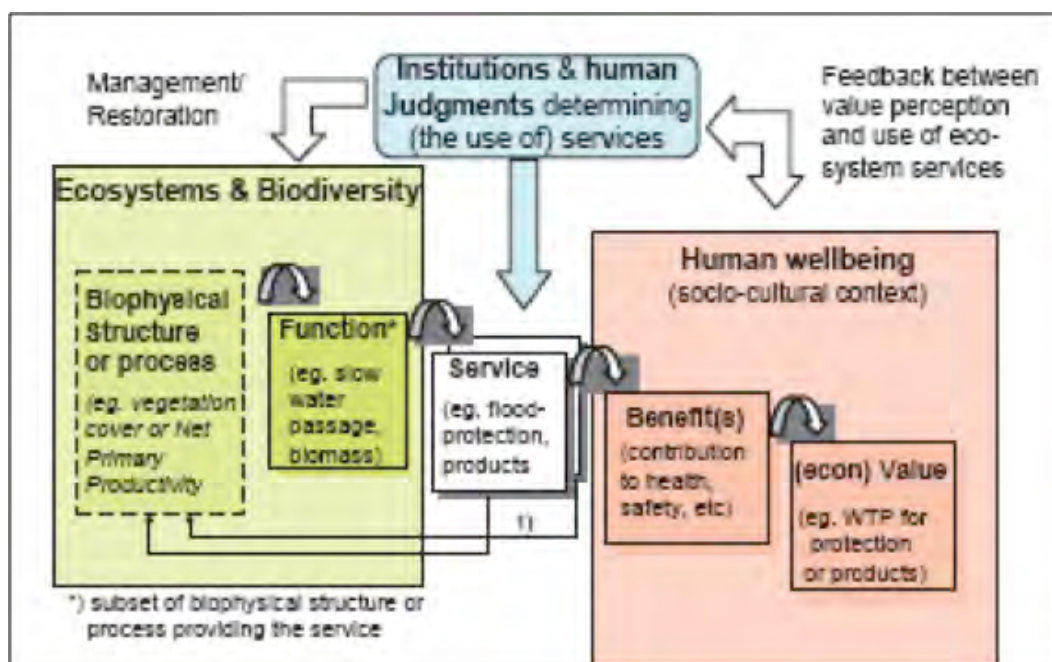 Management/
Restoration
Institutions & human
Judgments determining
(the use of) services
Feedback between
value perception
and use of eco-
system services
Ecosystems & Biodiversity
Biophysical
Structure
or process
(eg. vegetation
cover or Net
Primary
Productivity
Function*
(eg. slow
water
passage,
biomass)
Service
(eg. flood-
protection,
products
1)
Human wellbeing
(socio-cultural context)
Benefit(s)
(contribution
to health,
safety, etc)
(econ) Value
(eg. WTP for
protection
or products)
*) subset of biophysical structure or
process providing the service